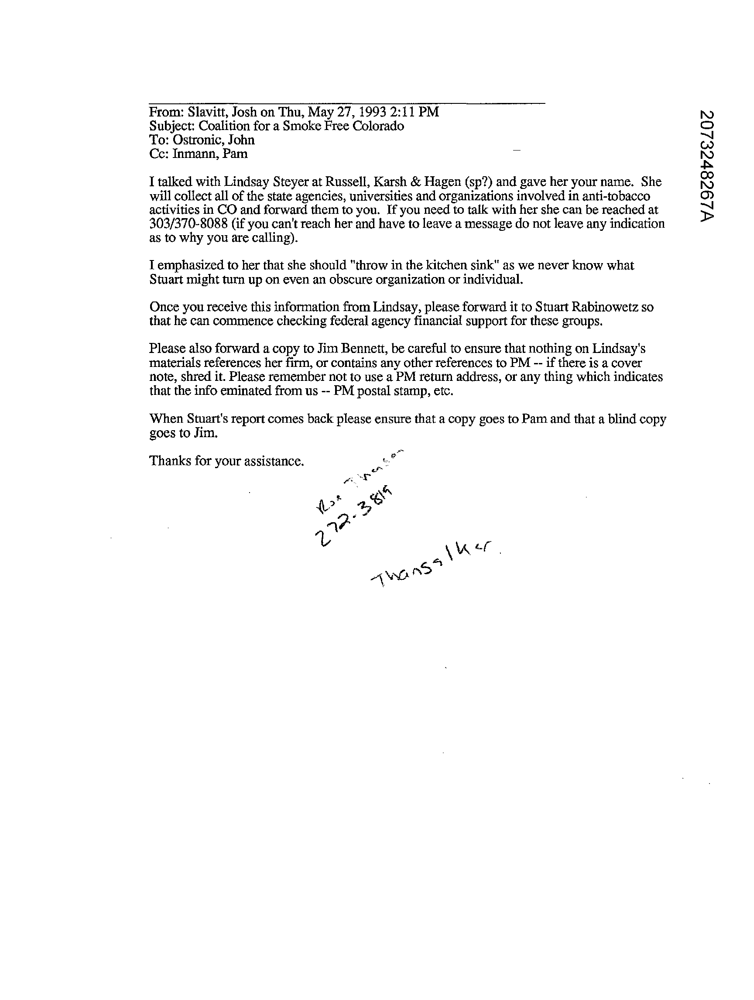 From: Slavitt, Josh on Thu, May 27, 1993 2:11 PM
Subject: Coalition for a Smoke Free Colorado
To: Ostronic, John
Cc: Inmann, Pam
I talked with Lindsay Steyer at Russell, Karsh & Hagen (sp?) and gave her your name. She
will collect all of the state agencies, universities and organizations involved in anti-tobacco
activities in CO and forward them to you. If you need to talk with her she can be reached at
303/370-8088 (if you can't reach her and have to leave a message do not leave any indication
as to why you are calling).
I emphasized to her that she should "throw in the kitchen sink" as we never know what
Stuart might turn up on even an obscure organization or individual.
Once you receive this information from Lindsay, please forward it to Stuart Rabinowetz so
that he can commence checking federal agency financial support for these groups.
Please also forward a copy to Jim Bennett, be careful to ensure that nothing on Lindsay's
materials references her firm, or contains any other references to PM -- if there is a cover
note, shred it. Please remember not to use a PM return address, or any thing which indicates
that the info eminated from us -- PM postal stamp, etc.
When Stuart's report comes back please ensure that a copy goes to Pam and that a blind copy
goes to Jim.
Thanks for your assistance.
272-3819
2073248267A